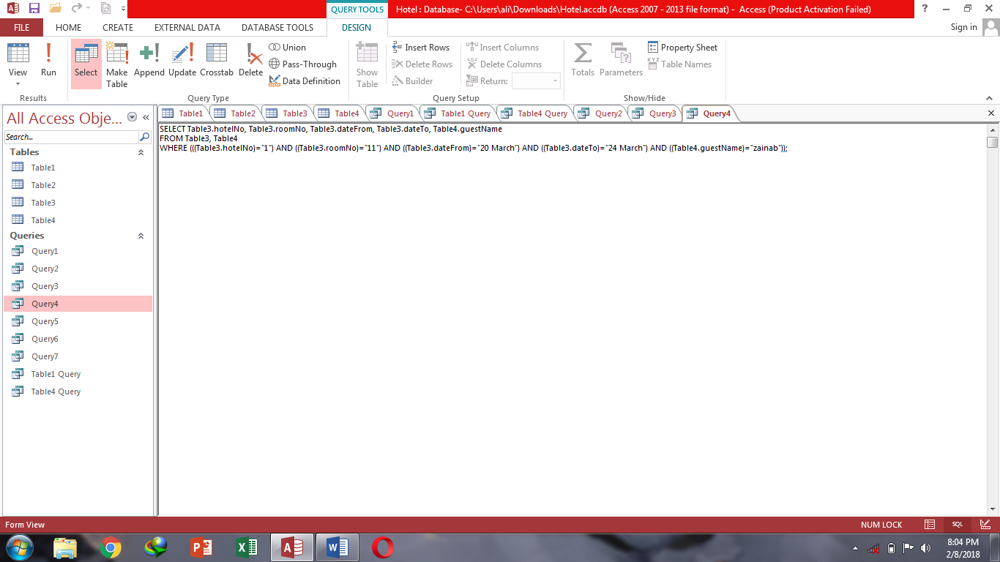 QUERY TOOLS
Hotel : Database- C:\Users\ali\Downloads\Hotel.accdb (Access 2007 - 2013 file format) - Access (Product Activation Failed)
FILE HOME CREATE EXTERNAL DATA DATABASE TOOLS DESIGN Sign in
View Run Select Make Table Append Update Crosstab Delete
Union
Pass-Through
Data Definition
Show Table
Insert Rows
Delete Rows
Builder
Insert Columns
Delete Columns
Return:
Totals Parameters
Property Sheet
Table Names
Results Query Type Query Setup Show/Hide
All Access Obje...
Search...
Tables
Table1
Table2
Table3
Table4
Queries
Query1
Query2
Query3
Query4
Query5
Query6
Query7
Table1 Query
Table4 Query
Table1 Table2 Table3 Table4 Query1 Table1 Query Table4 Query Query2 Query3 Query4
SELECT Table3.hotelNo, Table3.roomNo, Table3.dateFrom, Table3.dateTo, Table4.guestName
FROM Table3, Table4
WHERE (((Table3.hotelNo)="1") AND ((Table3.roomNo)="11") AND ((Table3.dateFrom)="20 March") AND ((Table3.dateTo)="24 March") AND ((Table4.guestName)="zainab"));
Form View NUM LOCK SQL
8:04 PM
2/8/2018